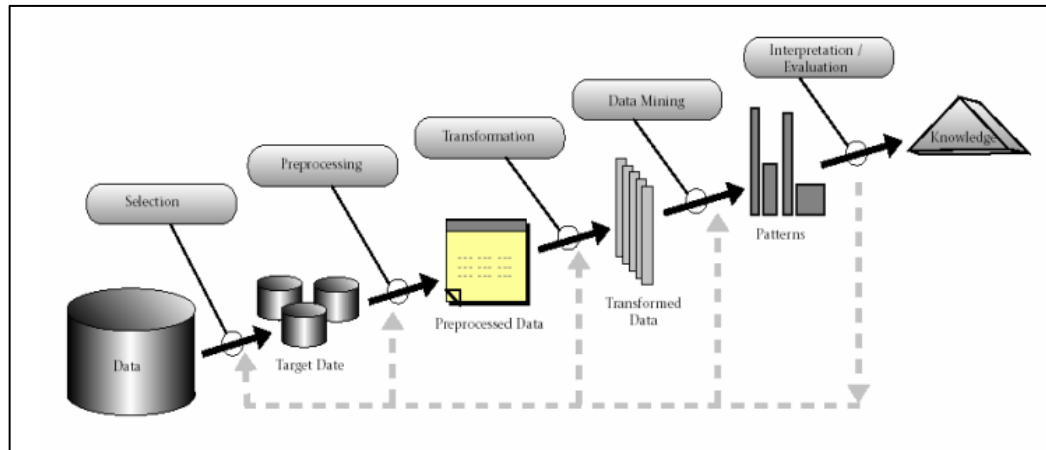 Interpretation /
Evaluation
Data Mining
Transformation
Preprocessing
Selection
Knowledge
Patterns
Transformed
Data
Preprocessed Data
Target Date
Data